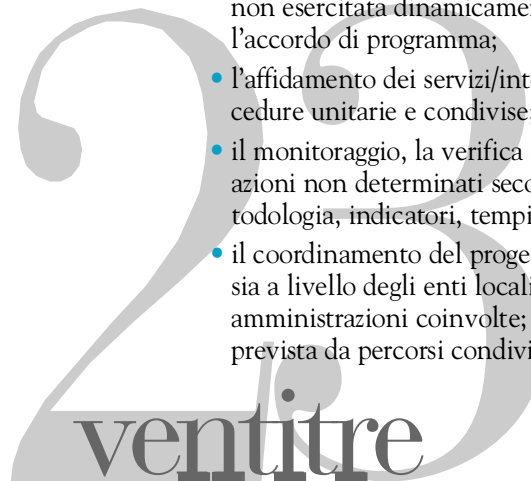 non esercitata dinamicame
l'accordo di programma;
• l'affidamento dei servizi/int
cedure unitarie e condivise
• il monitoraggio, la verifica
azioni non determinati seco
todologia, indicatori, tempi
• il coordinamento del proge
sia a livello degli enti locali
amministrazioni coinvolte;
prevista da percorsi condivi
23
ventitre